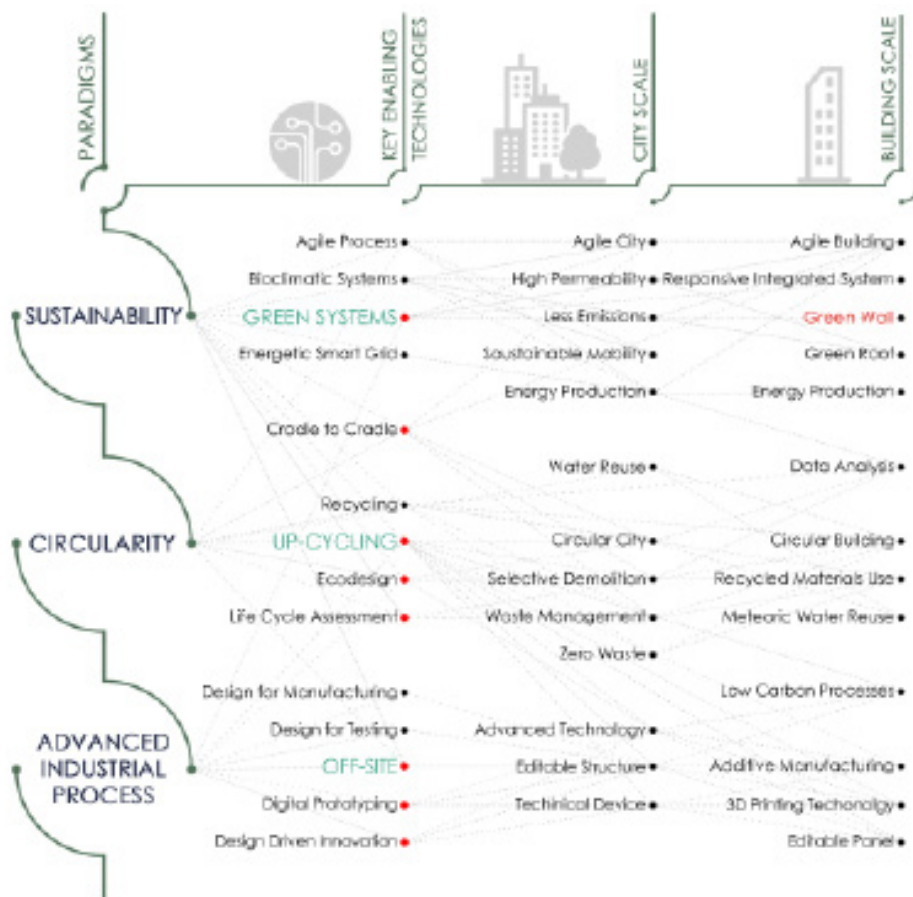 PARADIGMS
KEY ENABLING
TECHNOLOGIES
CITY SCALE
BUILDING SCALE
SUSTAINABILITY
CIRCULARITY
ADVANCED
INDUSTRIAL
PROCESS
Agile Process
Bioclimatic Systems
GREEN SYSTEMS
Energetic Smart Grid
Cradle to Cradle
Recycling
UP-CYCLING
Ecodesign
Life Cycle Assessment
Design for Manufacturing
Design for Testing
OFF-SITE
Digital Prototyping
Design Driven Innovation
Agile City
High Permeability
Less Emissions
Soustainable Mobility
Energy Production
Water Reuse
Circular City
Selective Demolition
Waste Management
Zero Waste
Advanced Technology
Editable Structure
Techinical Device
Agile Building
Responsive Integrated System
Green Wall
Green Roof
Energy Production
Data Analysis
Circular Building
Recycled Materials Use
Metearic Water Reuse
Low Carbon Processes
Additive Manufacturing
3D Printing Techonolgy
Editable Panel